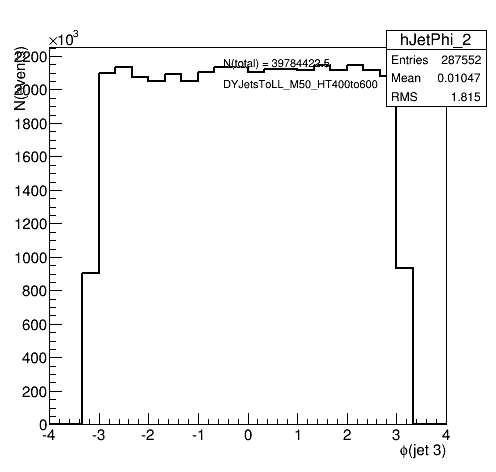 ×10³
hJetPhi_2
Entries 287552
Mean 0.01047
RMS 1.815
N(total) = 39784422.5
DYJetsToLL_M50_HT400to600
N(events)
2200
2000
1800
1600
1400
1200
1000
800
600
400
200
0
-4 -3 -2 -1 0 1 2 3 4
ϕ(jet 3)